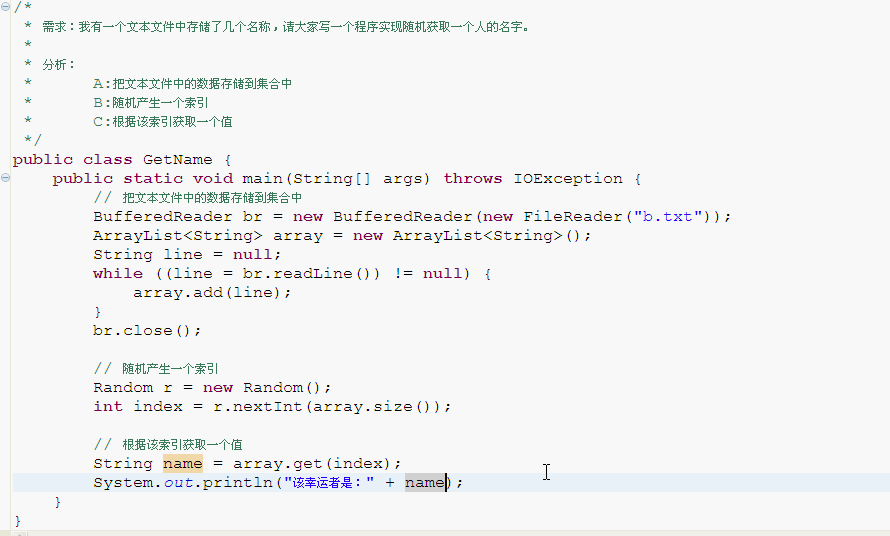 /*
 * 需求：我有一个文本文件中存储了几个名称，请大家写一个程序实现随机获取一个人的名字。
 *
 * 分析：
 *      A:把文本文件中的数据存储到集合中
 *      B:随机产生一个索引
 *      C:根据该索引获取一个值
 */
public class GetName {
    public static void main(String[] args) throws IOException {
        // 把文本文件中的数据存储到集合中
        BufferedReader br = new BufferedReader(new FileReader("b.txt"));
        ArrayList<String> array = new ArrayList<String>();
        String line = null;
        while ((line = br.readLine()) != null) {
            array.add(line);
        }
        br.close();

        // 随机产生一个索引
        Random r = new Random();
        int index = r.nextInt(array.size());

        // 根据该索引获取一个值
        String name = array.get(index);
        System.out.println("该幸运者是：" + name);
    }
}